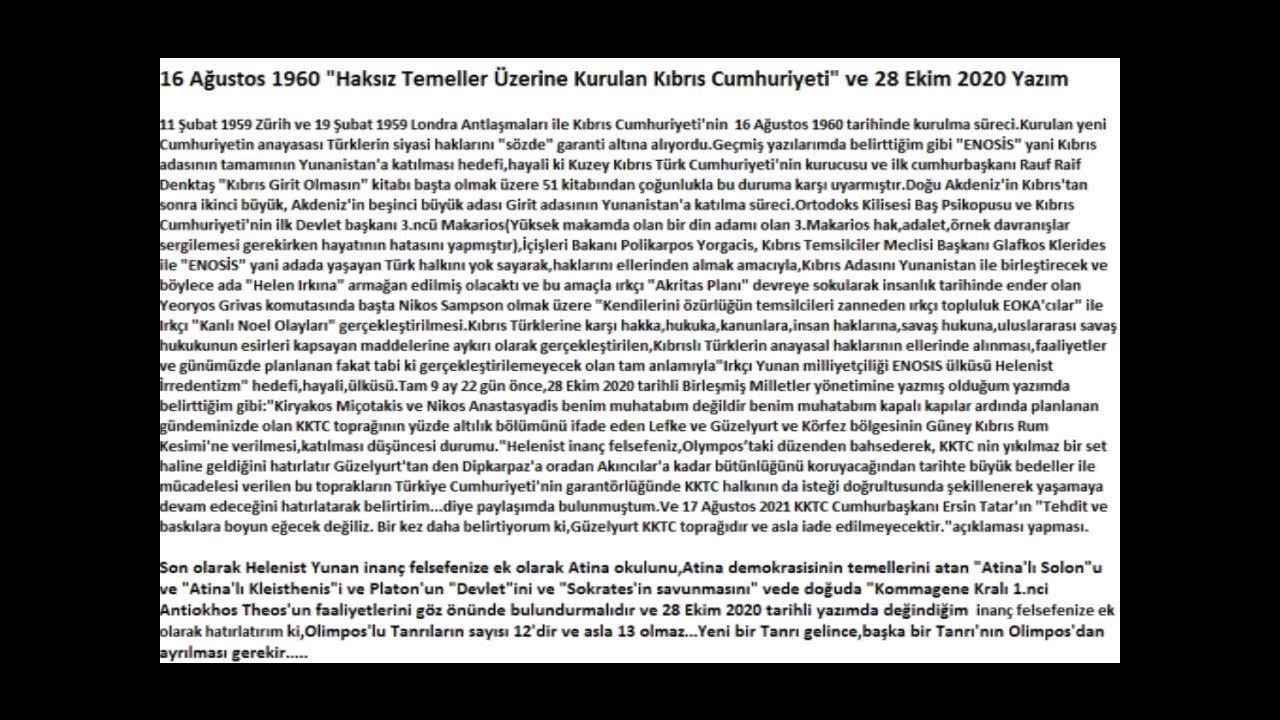 16 Ağustos 1960 "Haksız Temeller Üzerine Kurulan Kıbrıs Cumhuriyeti" ve 28 Ekim 2020 Yazım
11 Şubat 1959 Zürih ve 19 Şubat 1959 Londra Antlaşmaları ile Kıbrıs Cumhuriyeti'nin 16 Ağustos 1960 tarihinde kurulma süreci.Kurulan yeni
Cumhuriyetin anayasası Türklerin siyasi haklarını "sözde" garanti altına alıyordu.Geçmiş yazılarımda belirttiğim gibi "ENOSİS" yani Kıbrıs
adasının tamamının Yunanistan'a katılması hedefi,hayali ki Kuzey Kıbrıs Türk Cumhuriyeti'nin kurucusu ve ilk cumhurbaşkanı Rauf Raif
Denktaş "Kıbrıs Girit Olmasın" kitabı başta olmak üzere 51 kitabından çoğunlukla bu duruma karşı uyarmıştır.Doğu Akdeniz'in Kıbrıs'tan
sonra ikinci büyük, Akdeniz'in beşinci büyük adası Girit adasının Yunanistan'a katılma süreci.Ortodoks Kilisesi Baş Psikopusu ve Kıbrıs
Cumhuriyeti'nin ilk Devlet başkanı 3.ncü Makarios(Yüksek makamda olan bir din adamı olan 3.Makarios hak,adalet,örnek davranışlar
sergilemesi gerekirken hayatının hatasını yapmıştır),İçişleri Bakanı Polikarpos Yorgacis, Kıbrıs Temsilciler Meclisi Başkanı Glafkos Klerides
ile "ENOSİS" yani adada yaşayan Türk halkını yok sayarak,haklarını ellerinden almak amacıyla,Kıbrıs Adasını Yunanistan ile birleştirecek ve
böylece ada "Helen Irkına" armağan edilmiş olacaktı ve bu amaçla ırkçı "Akritas Planı" devreye sokularak insanlık tarihinde ender olan
Yeoryos Grivas komutasında başta Nikos Sampson olmak üzere "Kendilerini özürlüğün temsilcileri zanneden ırkçı topluluk EOKA'cılar" ile
Irkçı "Kanlı Noel Olayları" gerçekleştirilmesi.Kıbrıs Türklerine karşı hakka,hukuka,kanunlara,insan haklarına,savaş hukuna,uluslararası savaş
hukukunun esirleri kapsayan maddelerine aykırı olarak gerçekleştirilen,Kıbrıslı Türklerin anayasal haklarının ellerinde alınması,faaliyetler
ve günümüzde planlanan fakat tabi ki gerçekleştirilemeyecek olan tam anlamıyla"Irkçı Yunan milliyetçiliği ENOSIS ülküsü Helenist
İrredentizm" hedefi,hayali,ülküsü.Tam 9 ay 22 gün önce,28 Ekim 2020 tarihli Birleşmiş Milletler yönetimine yazmış olduğum yazımda
belirttiğim gibi:"Kiryakos Miçotakis ve Nikos Anastasyadis benim muhatabım değildir benim muhatabım kapalı kapılar ardında planlanan
gündeminizde olan KKTC toprağının yüzde altılık bölümünü ifade eden Lefke ve Güzelyurt ve Körfez bölgesinin Güney Kıbrıs Rum
Kesimi'ne verilmesi,katılması düşüncesi durumu."Helenist inanç felsefeniz,Olympos’taki düzenden bahsederek, KKTC nin yıkılmaz bir set
haline geldiğini hatırlatır Güzelyurt'tan den Dipkarpaz'a oradan Akıncılar'a kadar bütünlüğünü koruyacağından tarihte büyük bedeller ile
mücadelesi verilen bu toprakların Türkiye Cumhuriyeti'nin garantörlüğünde KKTC halkının da isteği doğrultusunda şekillenerek yaşamaya
devam edeceğini hatırlatarak belirtirim...diye paylaşımda bulunmuştum.Ve 17 Ağustos 2021 KKTC Cumhurbaşkanı Ersin Tatar'ın "Tehdit ve
baskılara boyun eğecek değiliz. Bir kez daha belirtiyorum ki,Güzelyurt KKTC toprağıdır ve asla iade edilmeyecektir."açıklaması yapması.
Son olarak Helenist Yunan inanç felsefenize ek olarak Atina okulunu,Atina demokrasisinin temellerini atan "Atina'lı Solon"u
ve "Atina'lı Kleisthenis"i ve Platon'un "Devlet"ini ve "Sokrates'in savunmasını" vede doğuda "Kommagene Kralı 1.nci
Antiokhos Theos'un faaliyetlerini göz önünde bulundurmalıdır ve 28 Ekim 2020 tarihli yazımda değindiğim inanç felsefenize ek
olarak hatırlatırım ki,Olimpos'lu Tanrıların sayısı 12'dir ve asla 13 olmaz...Yeni bir Tanrı gelince,başka bir Tanrı'nın Olimpos'dan
ayrılması gerekir.....